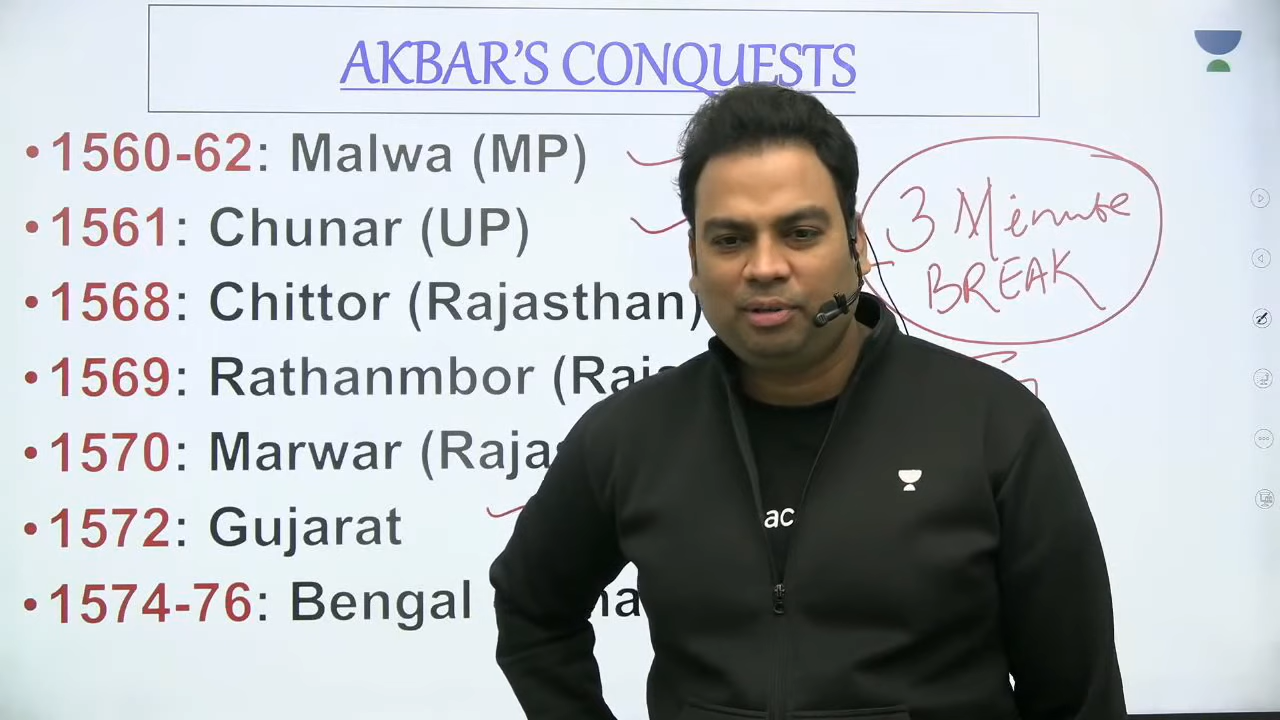 AKBAR'S CONQUESTS
• 1560-62: Malwa (MP)
• 1561: Chunar (UP)
• 1568: Chittor (Rajasthan)
• 1569: Rathanmbor
• 1570: Marwar
• 1572: Gujarat
• 1574-76: Bengal
3 Minute
BREAK